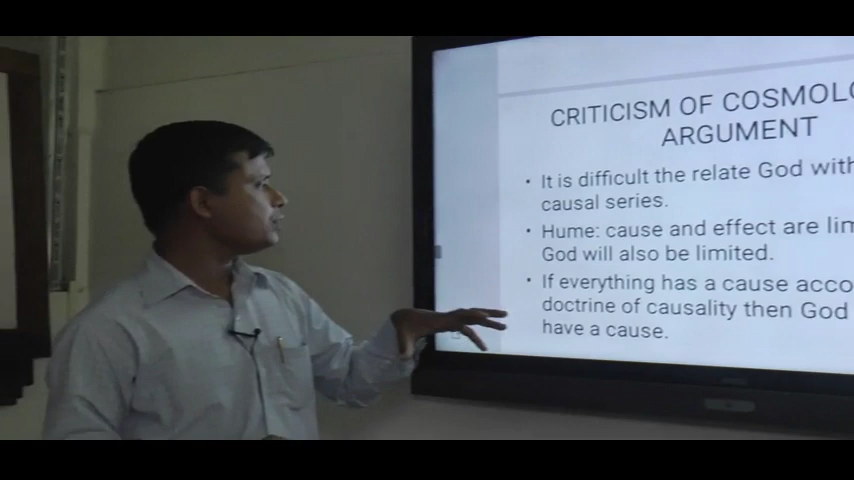 CRITICISM OF COSMOLO
ARGUMENT
• It is difficult the relate God with
causal series.
• Hume: cause and effect are lim
God will also be limited.
• If everything has a cause acco
doctrine of causality then God
have a cause.